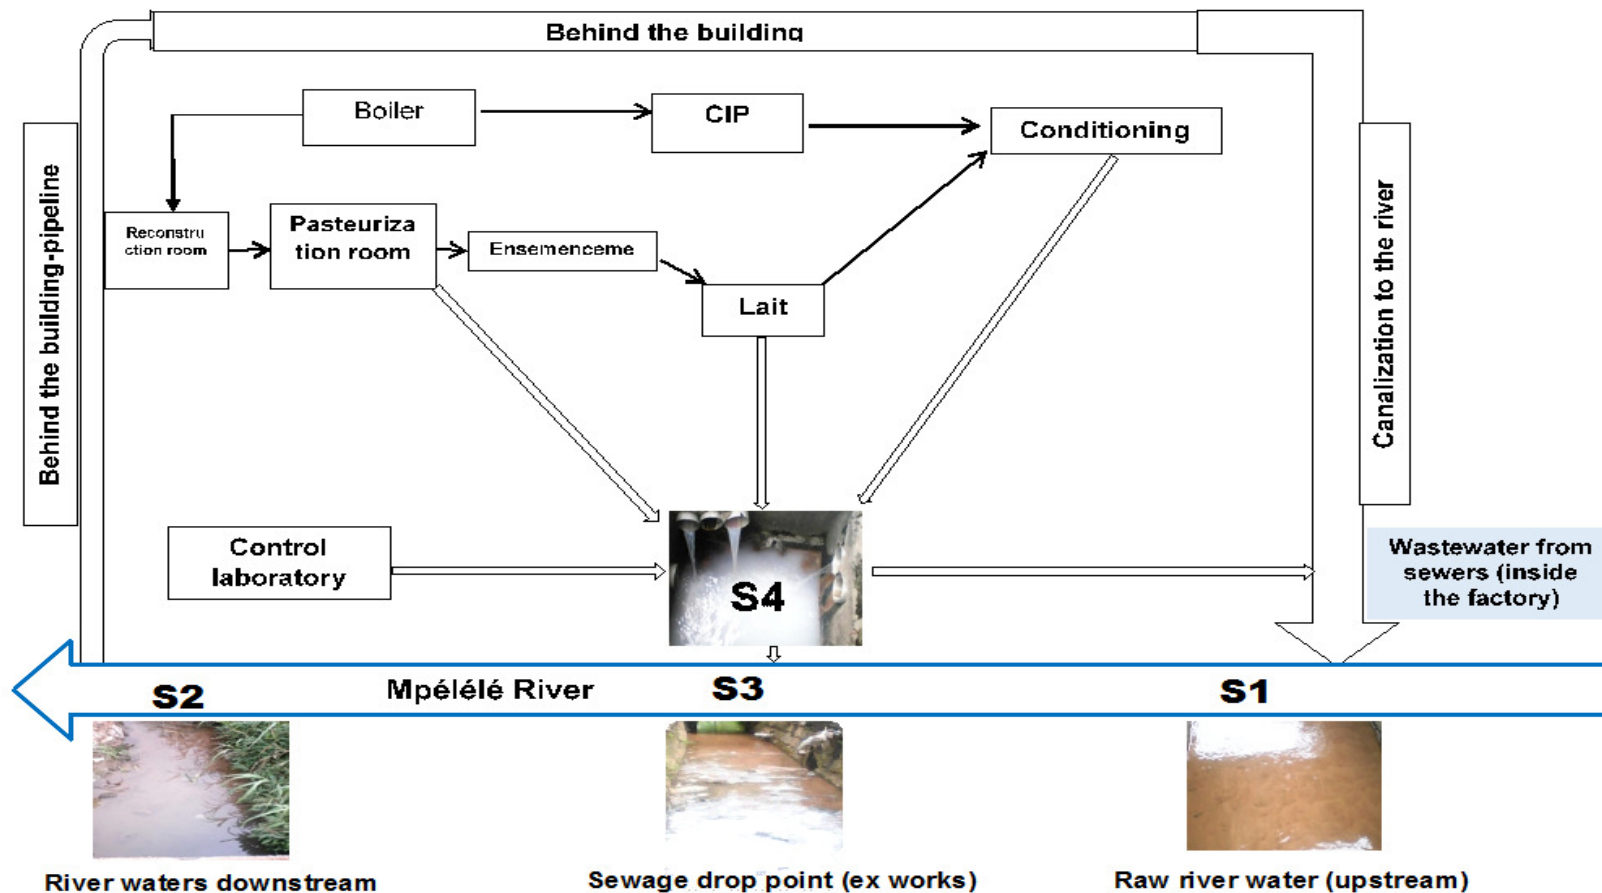 Behind the building
Boiler
CIP
Conditioning
Behind the building-pipeline
Canalization to the river
Reconstru
ction room
Pasteuriza
tion room
Ensemenceme
Lait
Control
laboratory
S4
Wastewater from
sewers (inside
the factory)
S2
Mpélélé River
S3
S1
River waters downstream
Sewage drop point (ex works)
Raw river water (upstream)